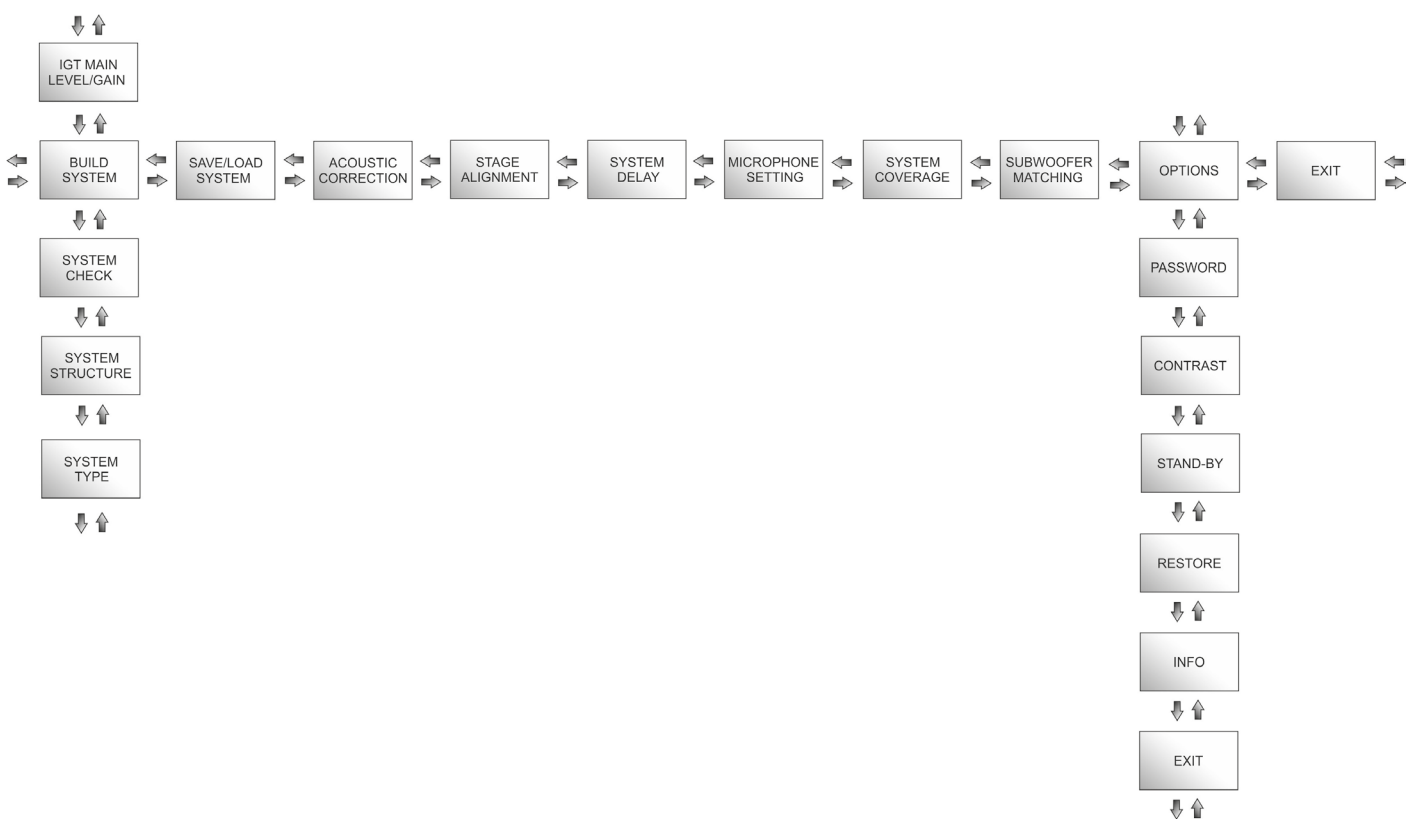 IGT MAIN
LEVEL/GAIN
BUILD
SYSTEM
SAVE/LOAD
SYSTEM
ACOUSTIC
CORRECTION
STAGE
ALIGNMENT
SYSTEM
DELAY
MICROPHONE
SETTING
SYSTEM
COVERAGE
SUBWOOFER
MATCHING
OPTIONS
EXIT
SYSTEM
CHECK
SYSTEM
STRUCTURE
SYSTEM
TYPE
PASSWORD
CONTRAST
STAND-BY
RESTORE
INFO
EXIT